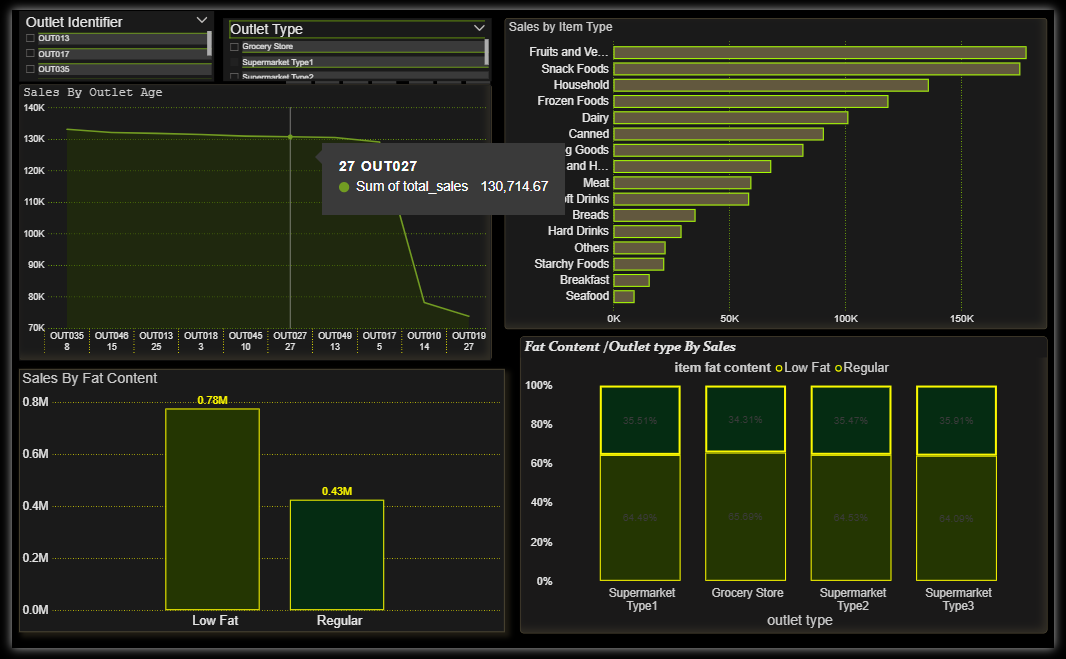 Outlet Identifier
OUT013
OUT017
OUT035
Outlet Type
Grocery Store
Supermarket Type1
Supermarket Type2
Sales By Outlet Age
140K
130K
120K
110K
100K
90K
80K
70K
27 OUT027
Sum of total_sales 130,714.67
OUT035 OUT046 OUT013 OUT018 OUT045 OUT027 OUT049 OUT017 OUT010 OUT019
8 15 25 3 10 27 13 5 14 27
Sales by Item Type
Fruits and Ve...
Snack Foods
Household
Frozen Foods
Dairy
Canned
g Goods
and H...
Meat
oft Drinks
Breads
Hard Drinks
Others
Starchy Foods
Breakfast
Seafood
0K 50K 100K 150K
Sales By Fat Content
0.8M
0.6M
0.4M
0.2M
0.0M
0.78M
0.43M
Low Fat Regular
Fat Content /Outlet type By Sales
item fat content Low Fat Regular
100%
80%
60%
40%
20%
0%
35.51% 34.31% 35.47% 35.91%
64.49% 65.69% 64.53% 64.09%
Supermarket Type1
Grocery Store
Supermarket Type2
Supermarket Type3
outlet type